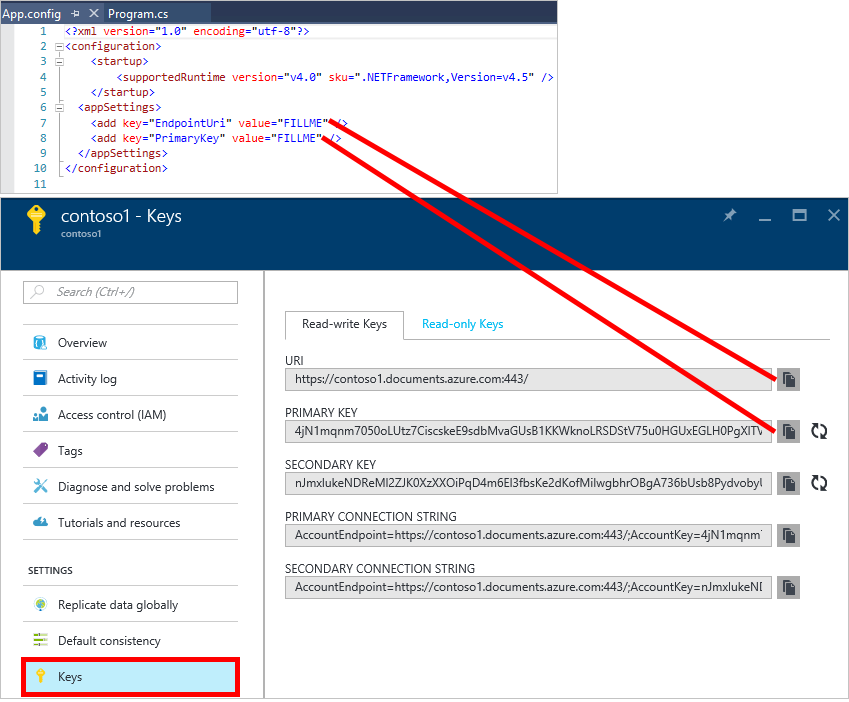 App.config Program.cs
1 <?xml version="1.0" encoding="utf-8"?>
2 <configuration>
3 <startup>
4 <supportedRuntime version="v4.0" sku=".NETFramework,Version=v4.5" />
5 </startup>
6 <appSettings>
7 <add key="EndpointUri" value="FILLME" />
8 <add key="PrimaryKey" value="FILLME" />
9 </appSettings>
10 </configuration>
11
contoso1 - Keys
contoso1
Search (Ctrl+/)
Overview
Activity log
Access control (IAM)
Tags
Diagnose and solve problems
Tutorials and resources
SETTINGS
Replicate data globally
Default consistency
Keys
Read-write Keys Read-only Keys
URI
https://contoso1.documents.azure.com:443/
PRIMARY KEY
4jN1mqnm7050oLUtz7CiscskeE9sdbMvaGUsB1KKWknoLRSDStV75u0HGUxEGLH0PgXITV
SECONDARY KEY
nJmxlukeNDReMl2ZJK0XzXXOiPqD4m6El3fbsKe2dKofMilwgbhrOBgA736bUsb8PydvobyU
PRIMARY CONNECTION STRING
AccountEndpoint=https://contoso1.documents.azure.com:443/;AccountKey=4jN1mqnm
SECONDARY CONNECTION STRING
AccountEndpoint=https://contoso1.documents.azure.com:443/;AccountKey=nJmxlukeND